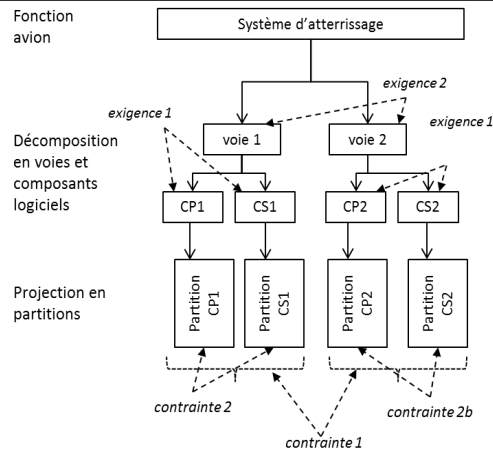 Fonction
avion
Système d'atterrissage
exigence 2
exigence 1
exigence 1
Décomposition
en voies et
composants
logiciels
voie 1
voie 2
CP1
CS1
CP2
CS2
Projection en
partitions
Partition
CP1
Partition
CS1
Partition
CP2
Partition
CS2
contrainte 2
contrainte 2b
contrainte 1